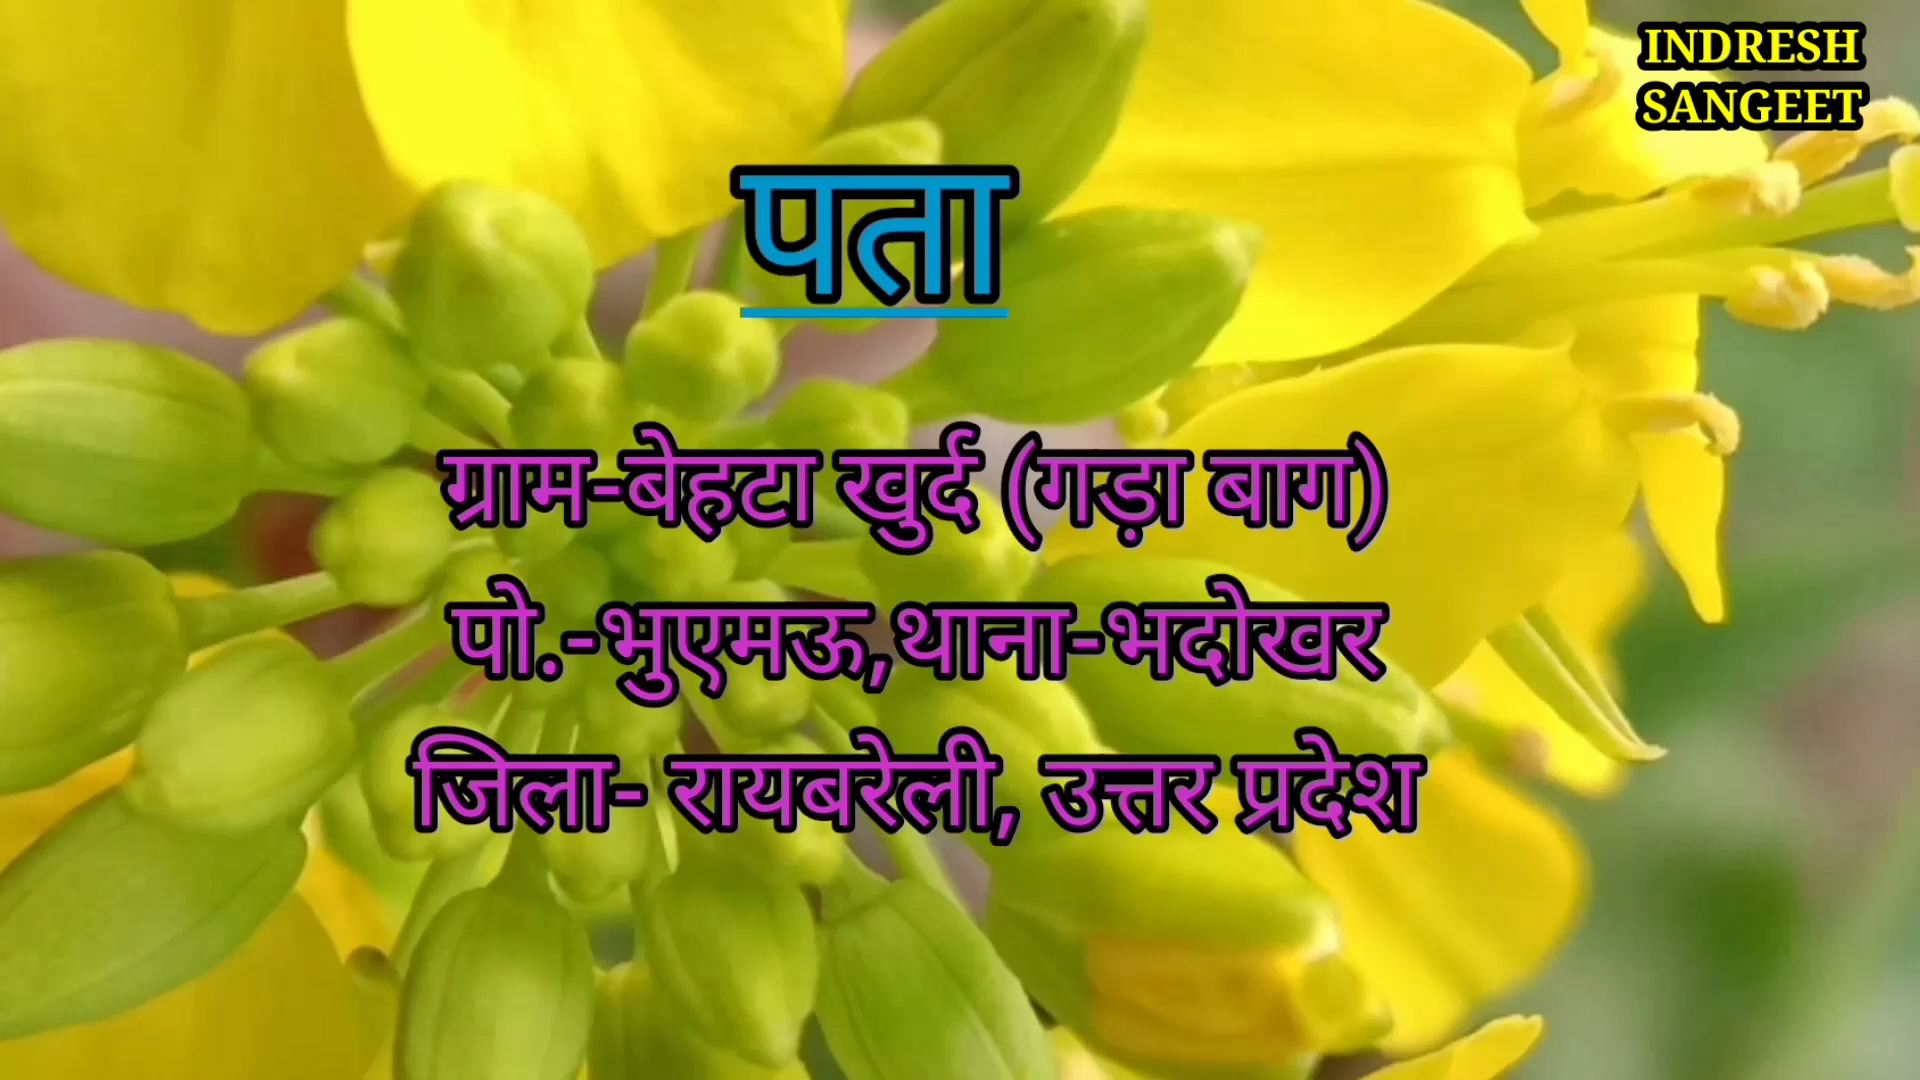 INDRESH
SANGEET
पता
ग्राम-बेहटा खुर्द (गड़ा बाग)
पो.-भुएमऊ,थाना-भदोखर
जिला- रायबरेली, उत्तर प्रदेश